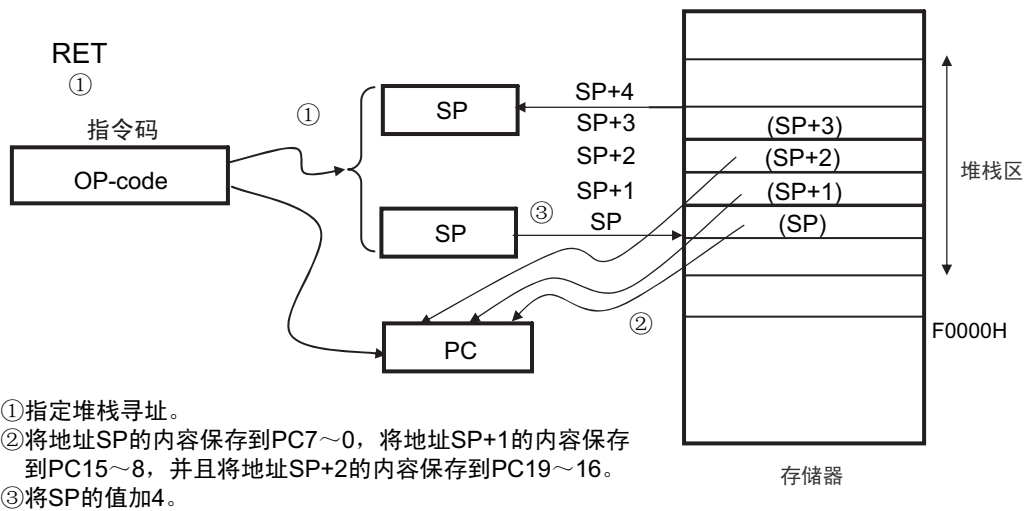 RET
①
指令码
OP-code
①
SP
SP
③
PC
SP+4
SP+3
SP+2
SP+1
SP
②
(SP+3)
(SP+2)
(SP+1)
(SP)
堆栈区
F0000H
存储器
①指定堆栈寻址。
②将地址SP的内容保存到PC7～0，将地址SP+1的内容保存
到PC15～8，并且将地址SP+2的内容保存到PC19～16。
③将SP的值加4。